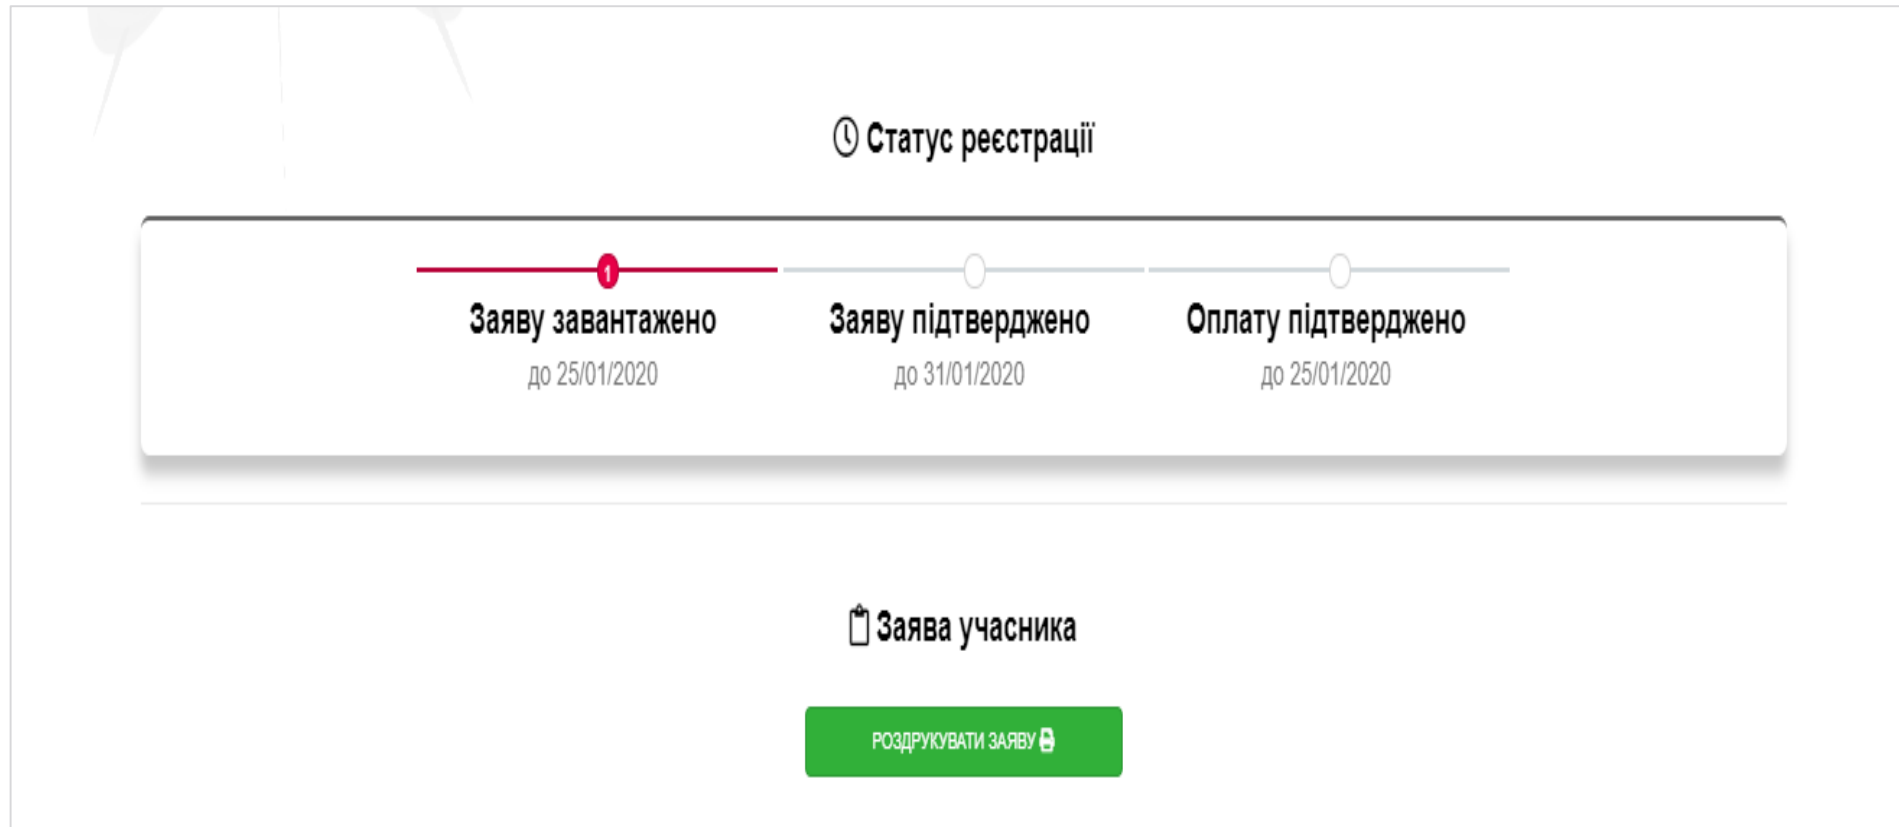 Статус реєстрації
1
Заяву завантажено
до 25/01/2020
Заяву підтверджено
до 31/01/2020
Оплату підтверджено
до 25/01/2020
Заява учасника
РОЗДРУКУВАТИ ЗАЯВУ